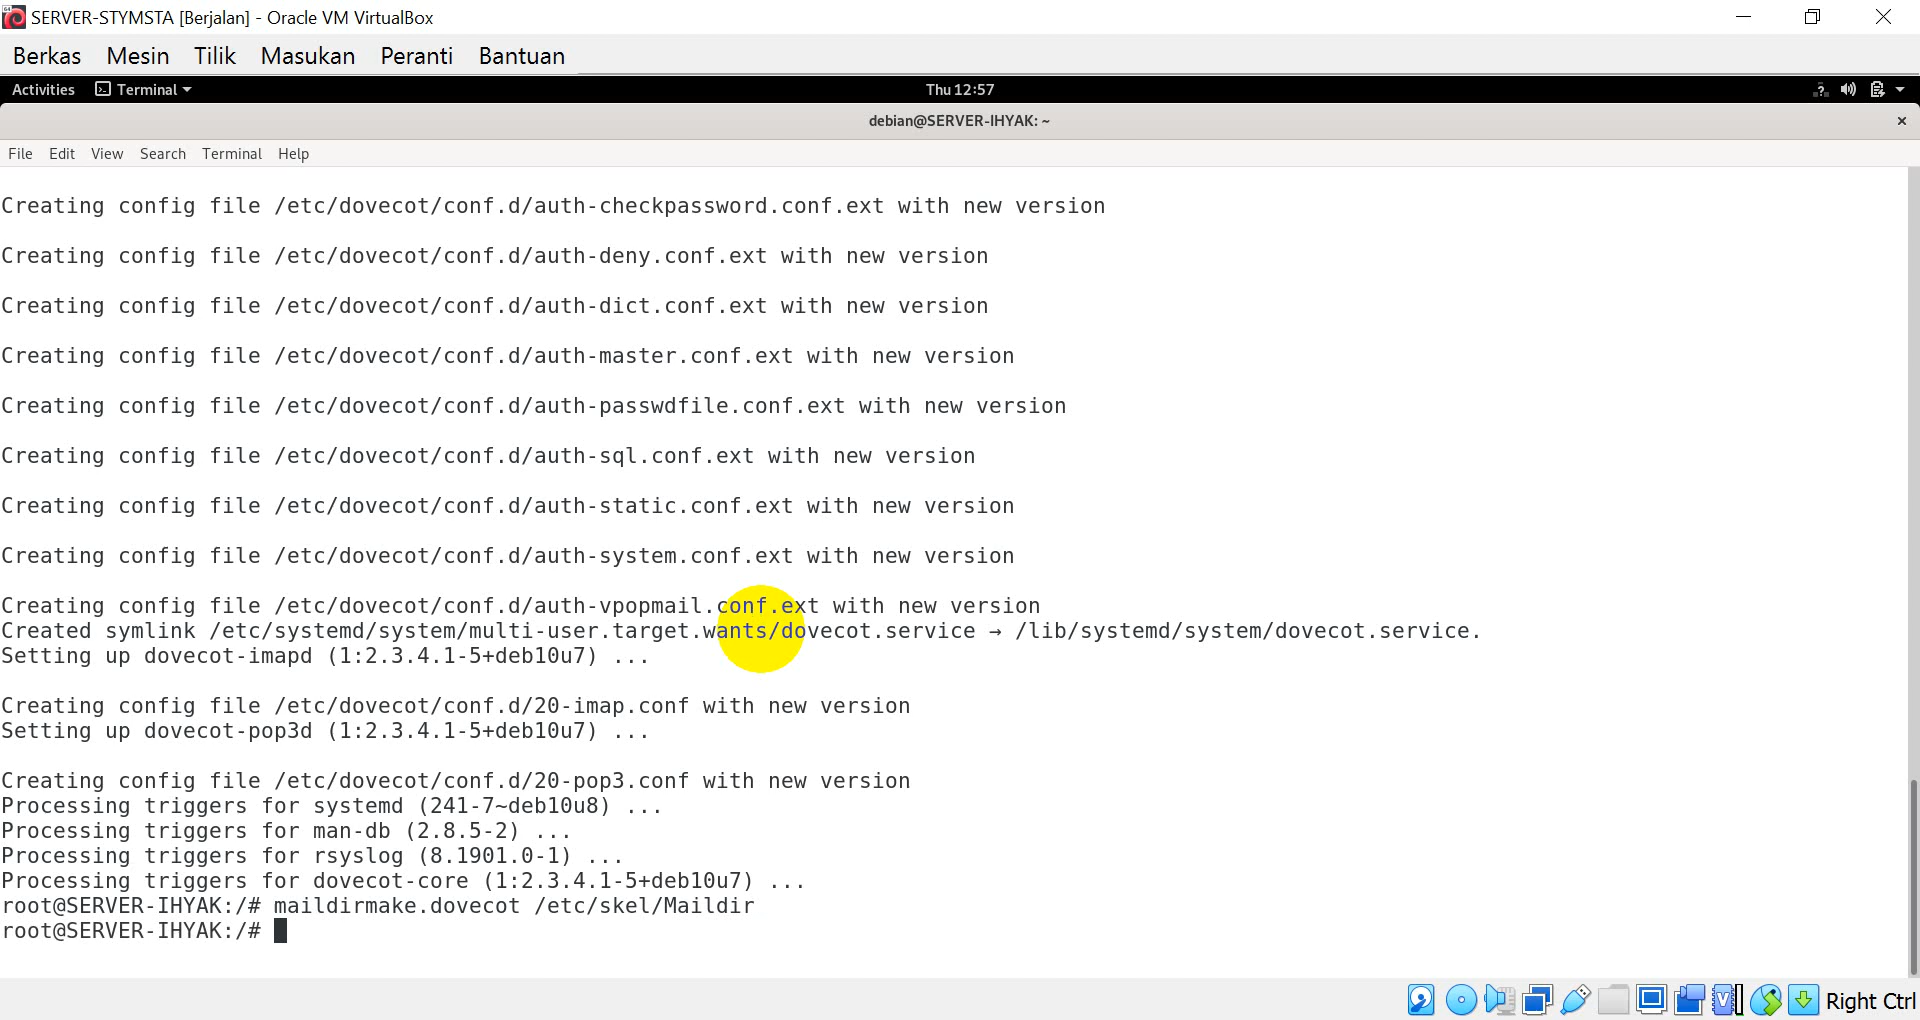 SERVER-STYMSTA [Berjalan] - Oracle VM VirtualBox
Berkas Mesin Tilik Masukan Peranti Bantuan
Activities Terminal Thu 12:57
debian@SERVER-IHYAK: ~
File Edit View Search Terminal Help
Creating config file /etc/dovecot/conf.d/auth-checkpassword.conf.ext with new version
Creating config file /etc/dovecot/conf.d/auth-deny.conf.ext with new version
Creating config file /etc/dovecot/conf.d/auth-dict.conf.ext with new version
Creating config file /etc/dovecot/conf.d/auth-master.conf.ext with new version
Creating config file /etc/dovecot/conf.d/auth-passwdfile.conf.ext with new version
Creating config file /etc/dovecot/conf.d/auth-sql.conf.ext with new version
Creating config file /etc/dovecot/conf.d/auth-static.conf.ext with new version
Creating config file /etc/dovecot/conf.d/auth-system.conf.ext with new version
Creating config file /etc/dovecot/conf.d/auth-vpopmail.conf.ext with new version
Created symlink /etc/systemd/system/multi-user.target.wants/dovecot.service → /lib/systemd/system/dovecot.service.
Setting up dovecot-imapd (1:2.3.4.1-5+deb10u7) ...
Creating config file /etc/dovecot/conf.d/20-imap.conf with new version
Setting up dovecot-pop3d (1:2.3.4.1-5+deb10u7) ...
Creating config file /etc/dovecot/conf.d/20-pop3.conf with new version
Processing triggers for systemd (241-7~deb10u8) ...
Processing triggers for man-db (2.8.5-2) ...
Processing triggers for rsyslog (8.1901.0-1) ...
Processing triggers for dovecot-core (1:2.3.4.1-5+deb10u7) ...
root@SERVER-IHYAK:/# maildirmake.dovecot /etc/skel/Maildir
root@SERVER-IHYAK:/#
Right Ctrl